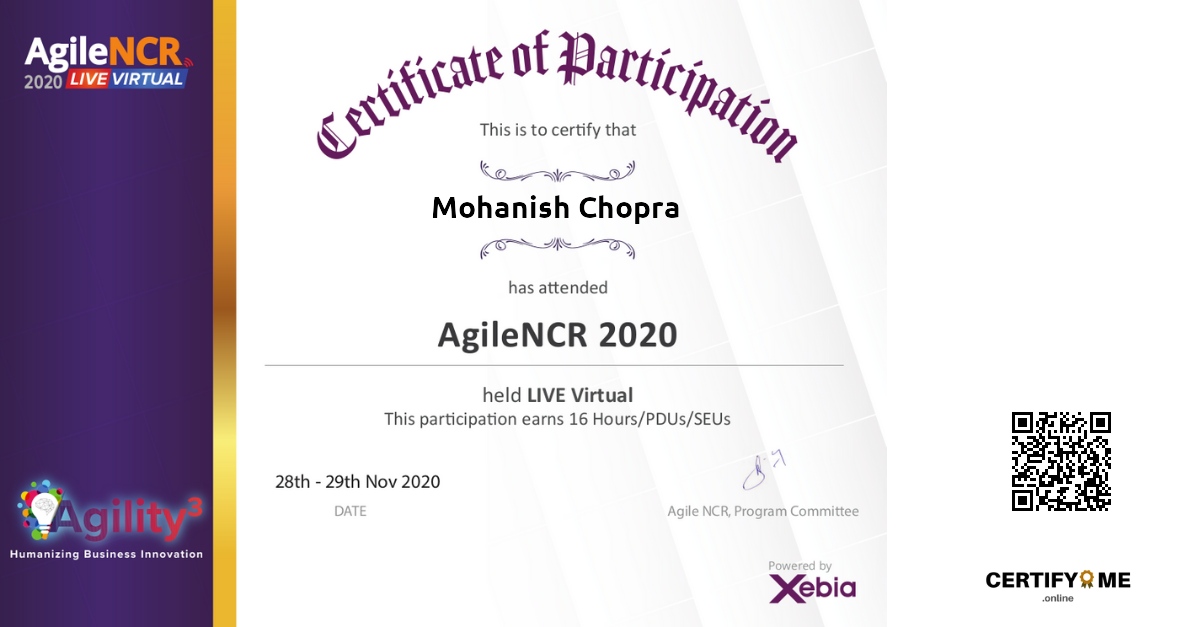 AgileNCR
2020 LIVE VIRTUAL
Certificate of Participation
This is to certify that
Mohanish Chopra
has attended
AgileNCR 2020
held LIVE Virtual
This participation earns 16 Hours/PDUs/SEUs
28th - 29th Nov 2020
DATE
Agile NCR, Program Committee
Agility³
Humanizing Business Innovation
Powered by
Xebia
CERTIFY ME
.online